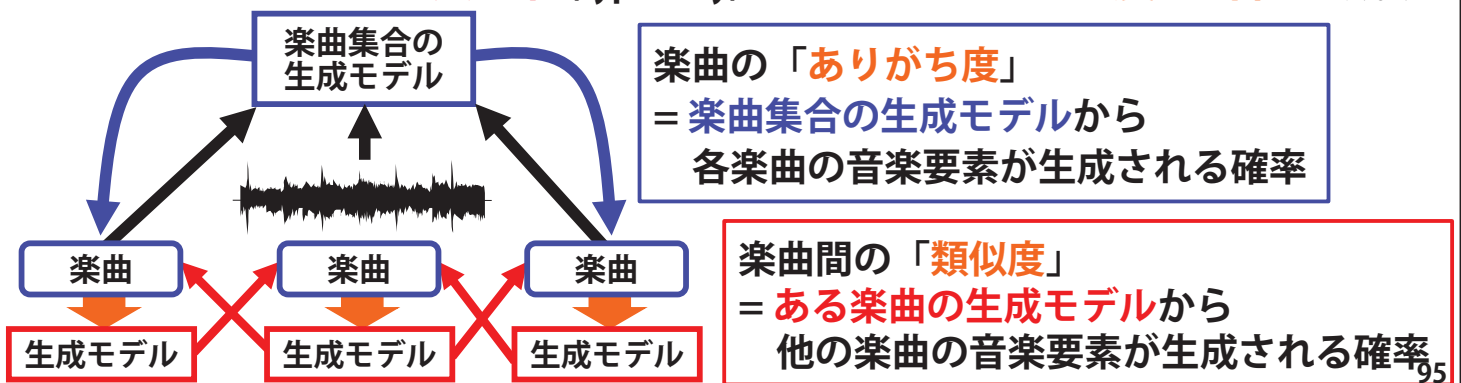 楽曲集合の
生成モデル
楽曲の「ありがち度」
= 楽曲集合の生成モデルから
各楽曲の音楽要素が生成される確率
楽曲
楽曲
楽曲
生成モデル
生成モデル
生成モデル
楽曲間の「類似度」
= ある楽曲の生成モデルから
他の楽曲の音楽要素が生成される確率
95